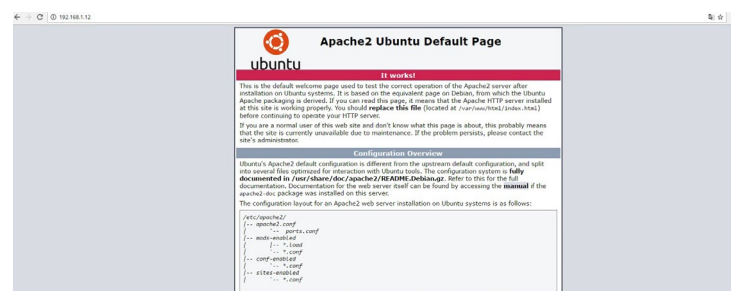 192.168.1.12
Apache2 Ubuntu Default Page
ubuntu
It works!
This is the default welcome page used to test the correct operation of the Apache2 server after
installation on Ubuntu systems. It is based on the equivalent page on Debian, from which the Ubuntu
Apache packaging is derived. If you can read this page, it means that the Apache HTTP server installed
at this site is working properly. You should replace this file (located at /var/www/html/index.html)
before continuing to operate your HTTP server.
If you are a normal user of this web site and don't know what this page is about, this probably means
that the site is currently unavailable due to maintenance. If the problem persists, please contact the
site's administrator.
Configuration Overview
Ubuntu's Apache2 default configuration is different from the upstream default configuration, and split
into several files optimized for interaction with Ubuntu tools. The configuration system is fully
documented in /usr/share/doc/apache2/README.Debian.gz. Refer to this for the full
documentation. Documentation for the web server itself can be found by accessing the manual if the
apache2-doc package was installed on this server.
The configuration layout for an Apache2 web server installation on Ubuntu systems is as follows:
/etc/apache2/
|-- apache2.conf
|       `--  ports.conf
|-- mods-enabled
|       |-- *.load
|       `-- *.conf
|-- conf-enabled
|       `-- *.conf
|-- sites-enabled
|       `-- *.conf